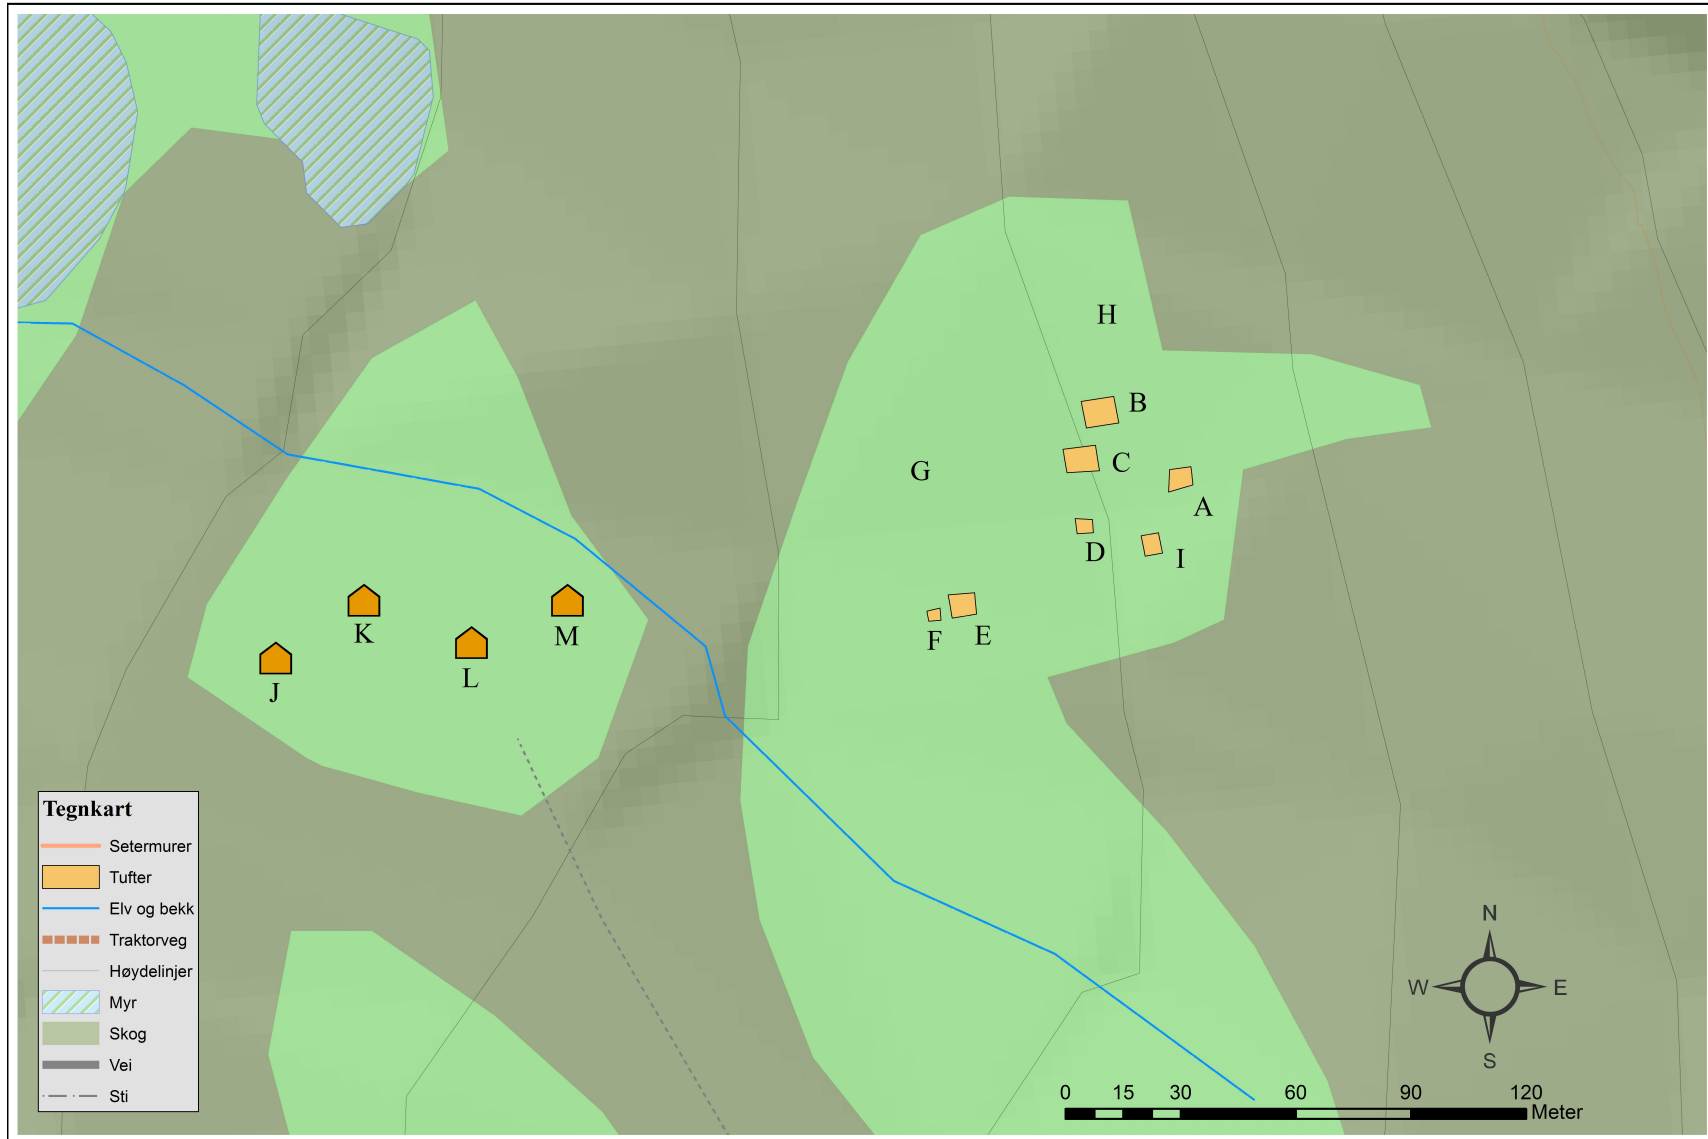 H
B
G
C
A
D
I
F
E
K
M
J
L
Tegnkart
Setermurer
Tufter
Elv og bekk
Traktorveg
Høydelinjer
Myr
Skog
Vei
Sti
N
W E
S
0 15 30 60 90 120
Meter